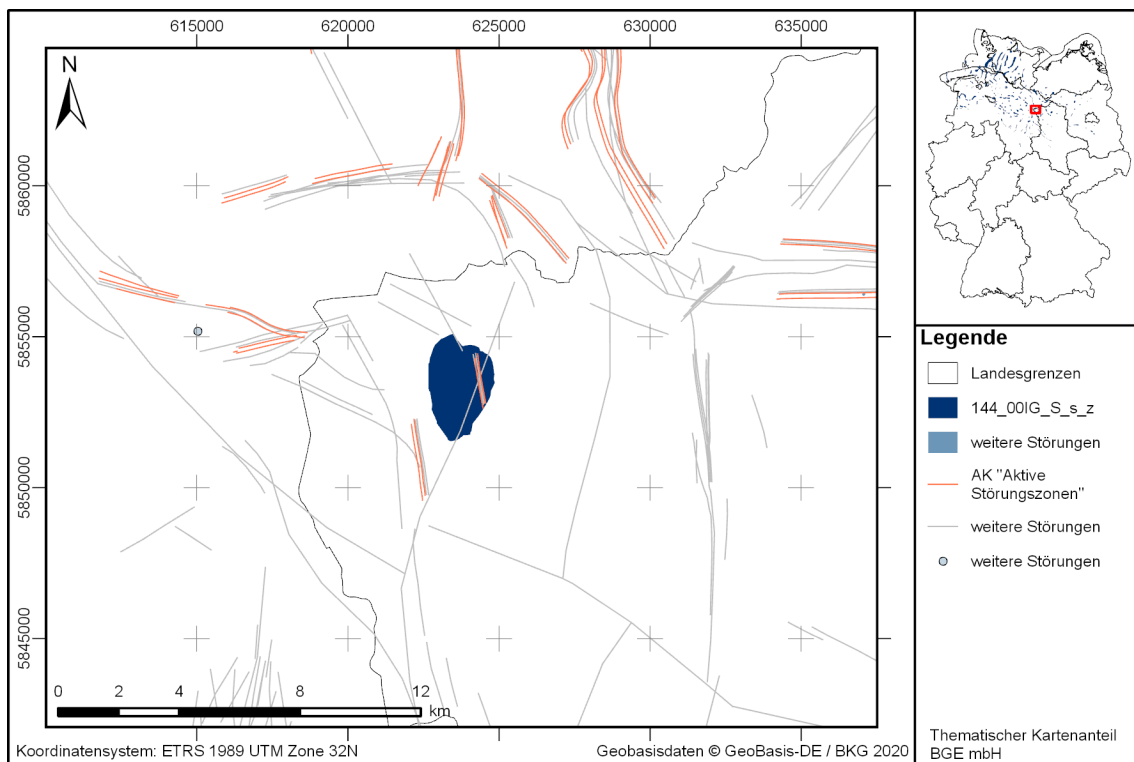 615000 620000 625000 630000 635000
N
5880000
5855000
5850000
5845000
0 2 4 8 12
km
Koordinatensystem: ETRS 1989 UTM Zone 32N
Geobasisdaten © GeoBasis-DE / BKG 2020
Legende
Landesgrenzen
144_00IG_S_s_z
weitere Störungen
AK "Aktive
Störungszonen"
weitere Störungen
weitere Störungen
Thematischer Kartenanteil
BGE mbH